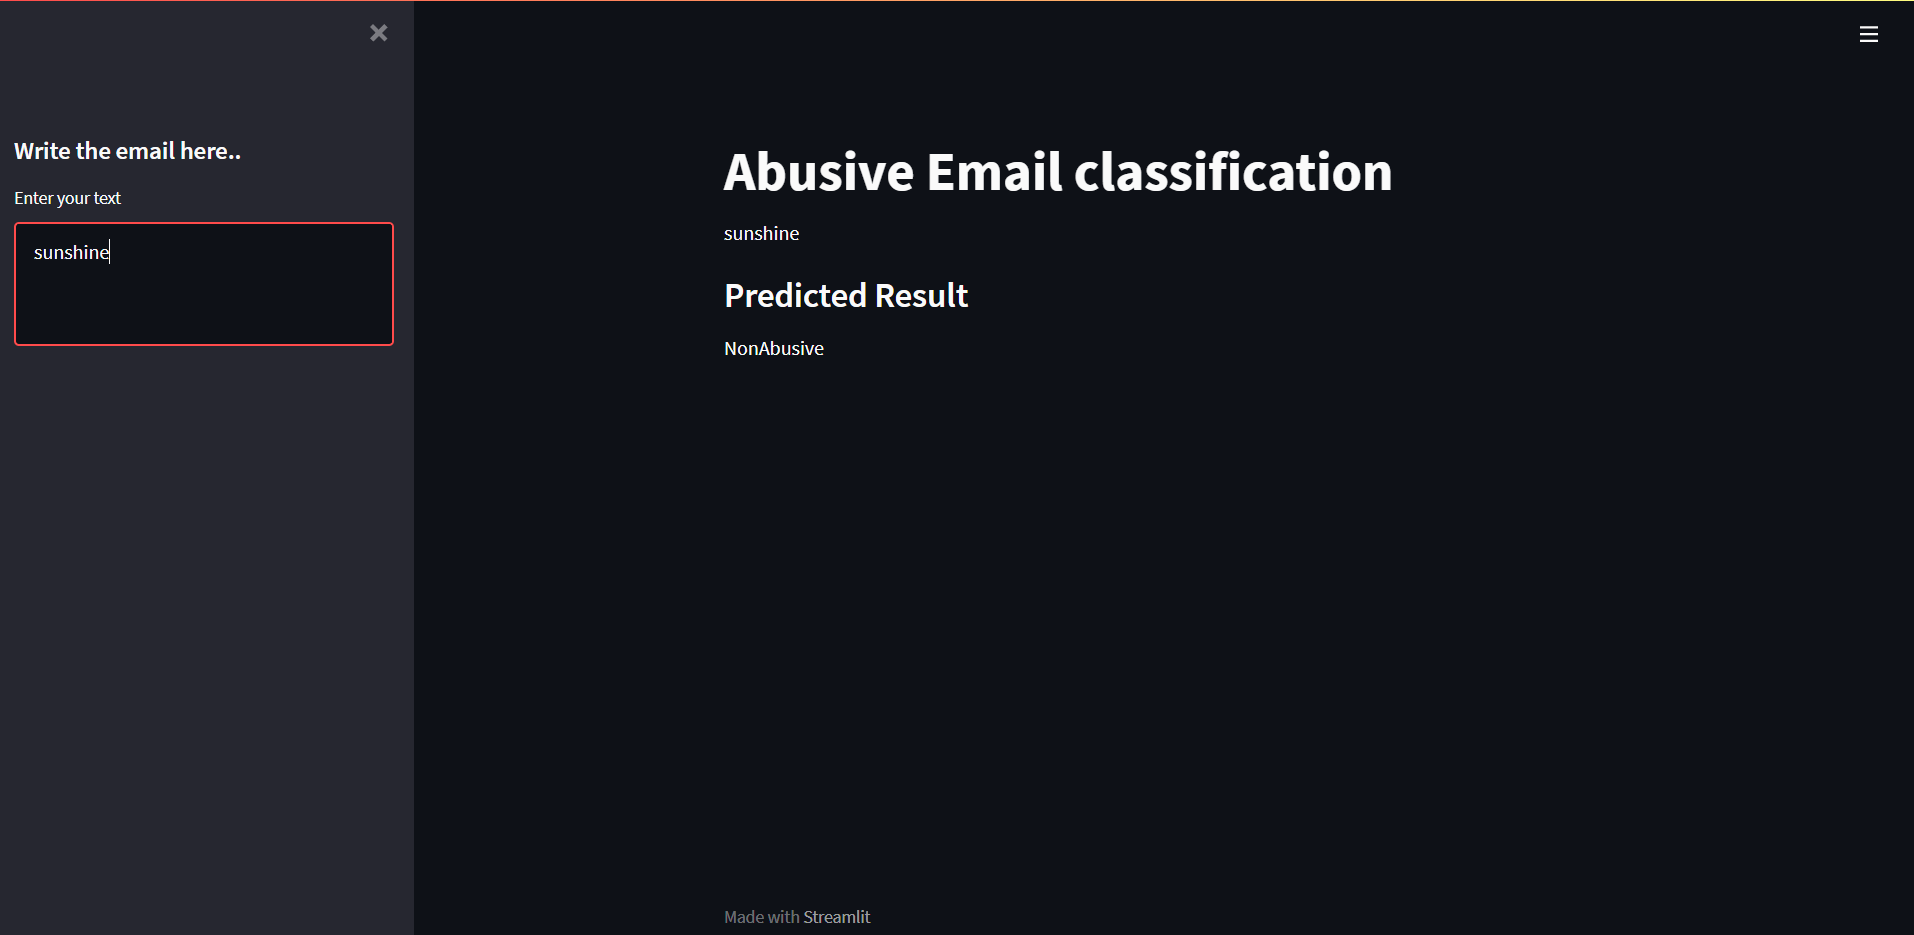 Write the email here..
Enter your text
sunshine
Abusive Email classification
sunshine
Predicted Result
NonAbusive
Made with Streamlit